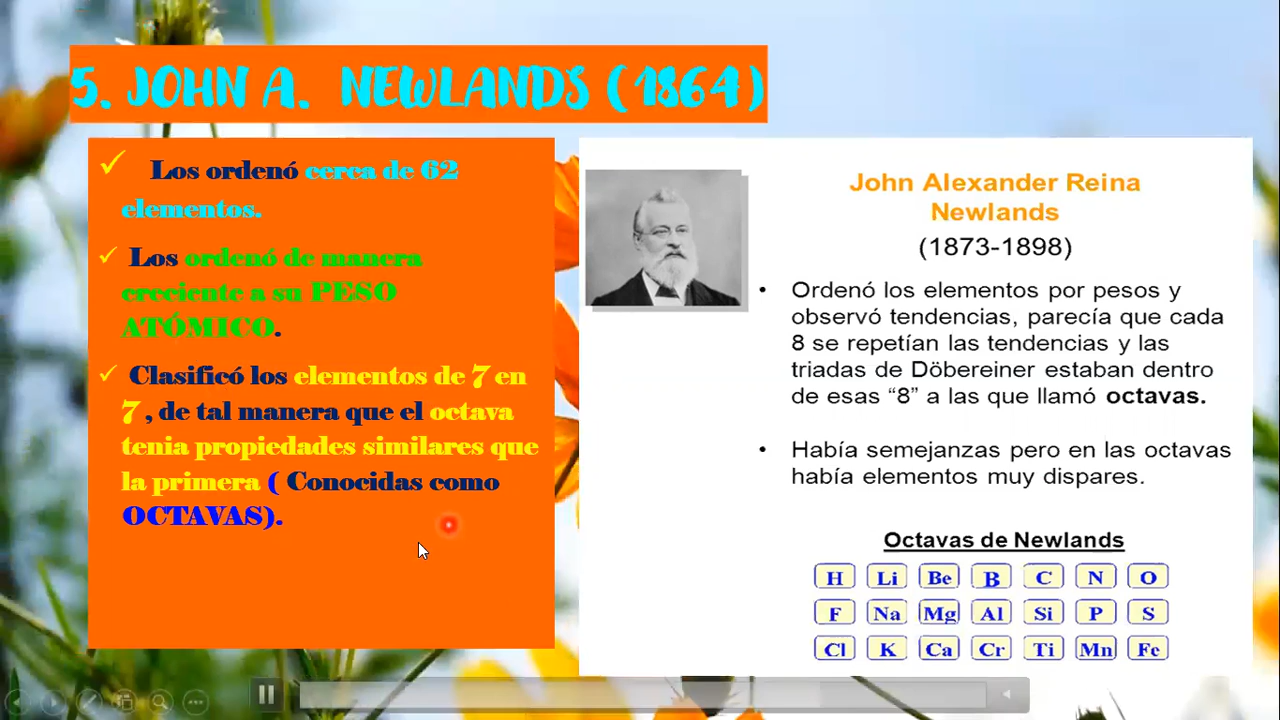 5. JOHN A. NEWLANDS (1864)
Los ordenó cerca de 62
elementos.
Los ordenó de manera
creciente a su PESO
ATÓMICO.
Clasificó los elementos de 7 en
7 , de tal manera que el octava
tenia propiedades similares que
la primera ( Conocidas como
OCTAVAS).
John Alexander Reina
Newlands
(1873-1898)
• Ordenó los elementos por pesos y
observó tendencias, parecía que cada
8 se repetían las tendencias y las
triadas de Döbereiner estaban dentro
de esas “8” a las que llamó octavas.
• Había semejanzas pero en las octavas
había elementos muy dispares.
Octavas de Newlands
H Li Be B C N O
F Na Mg Al Si P S
Cl K Ca Cr Ti Mn Fe